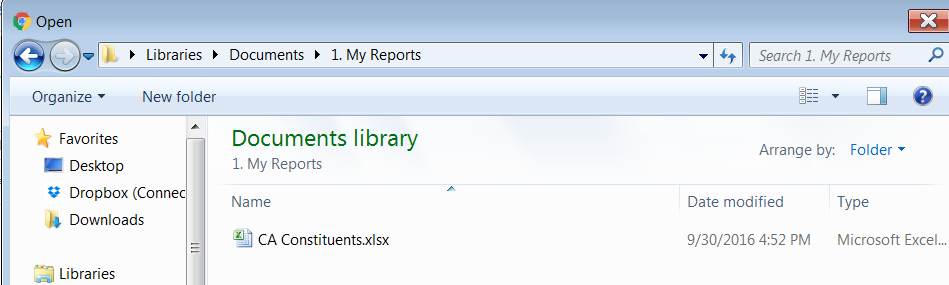 Open
Libraries Documents 1. My Reports Search 1. My Reports
Organize New folder
Favorites
Desktop
Dropbox (Connec
Downloads
Libraries
Documents library
1. My Reports
Arrange by: Folder
Name Date modified Type
CA Constituents.xlsx 9/30/2016 4:52 PM Microsoft Excel...